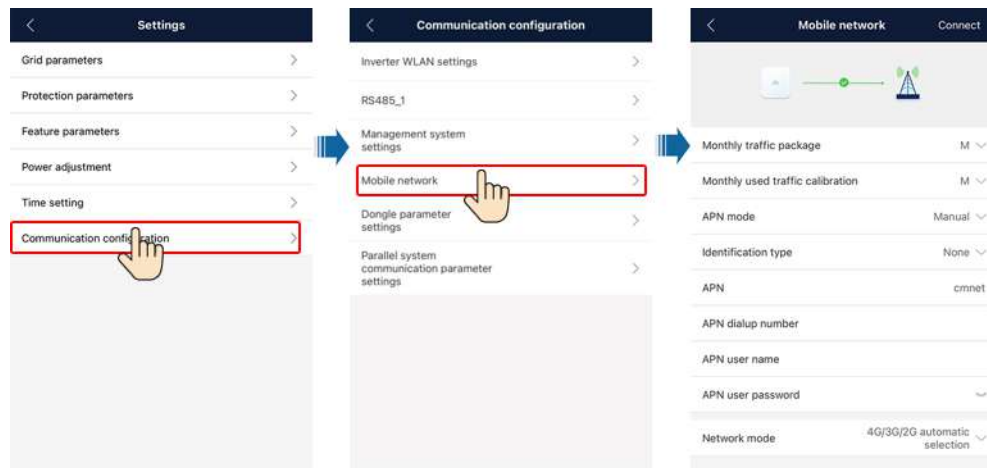 Settings
Grid parameters
Protection parameters
Feature parameters
Power adjustment
Time setting
Communication configuration
Communication configuration
Inverter WLAN settings
RS485_1
Management system
settings
Mobile network
Dongle parameter
settings
Parallel system
communication parameter
settings
Mobile network
Connect
Monthly traffic package
M
Monthly used traffic calibration
M
APN mode
Manual
Identification type
None
APN
cmnet
APN dialup number
APN user name
APN user password
Network mode
4G/3G/2G automatic
selection